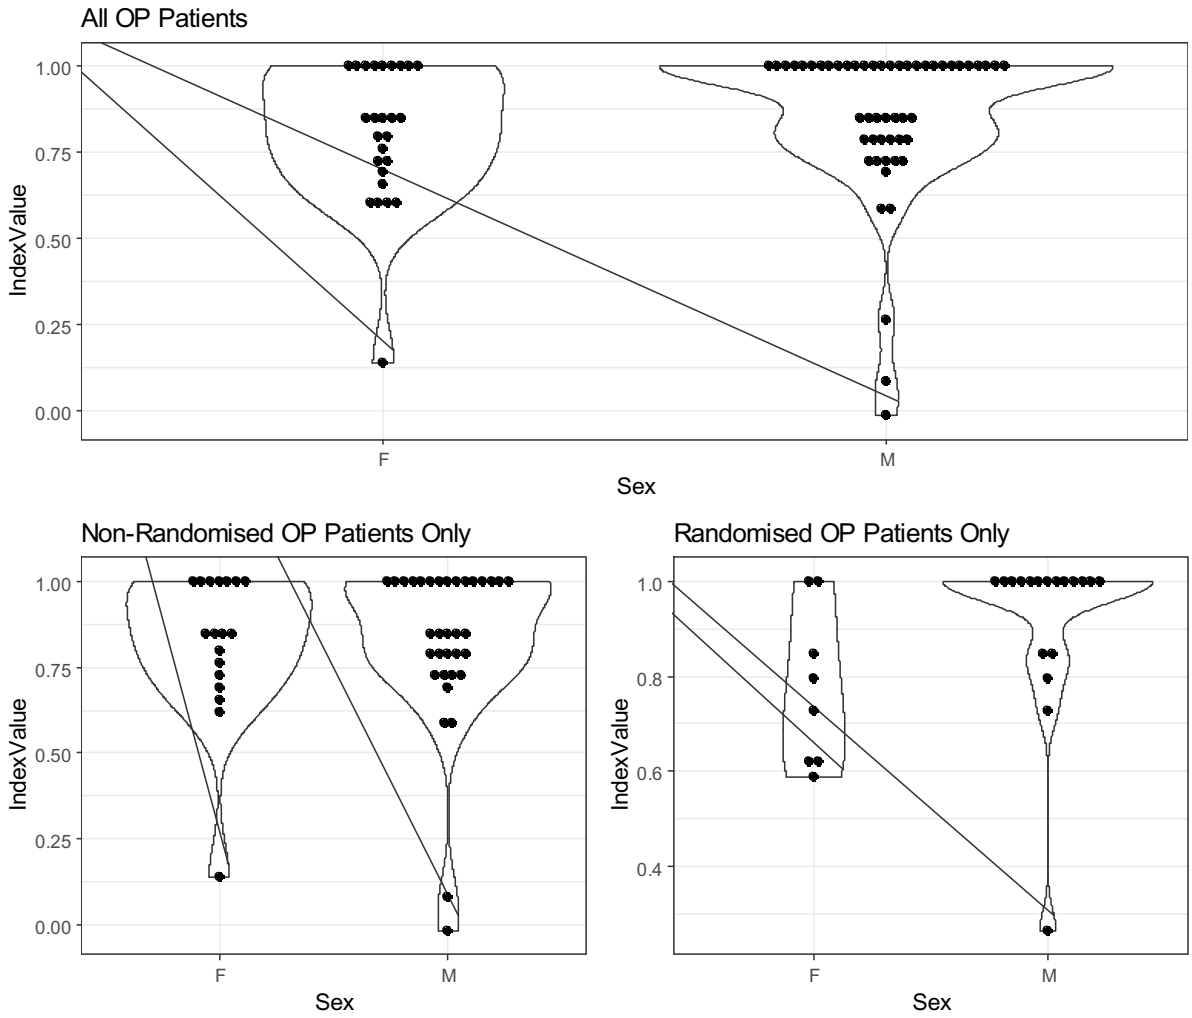 All OP Patients
IndexValue
1.00
0.75
0.50
0.25
0.00
F M
Sex
Non-Randomised OP Patients Only
IndexValue
1.00
0.75
0.50
0.25
0.00
F M
Sex
Randomised OP Patients Only
IndexValue
1.0
0.8
0.6
0.4
F M
Sex